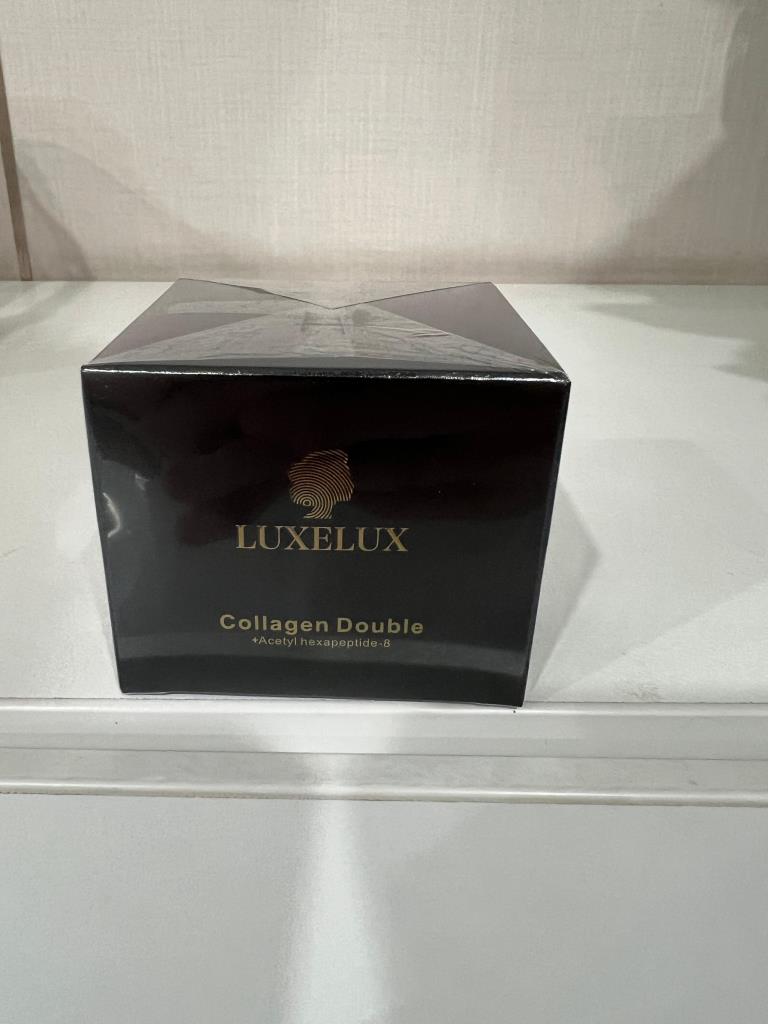 LUXELUX
Collagen Double
+Acetyl hexapeptide-8